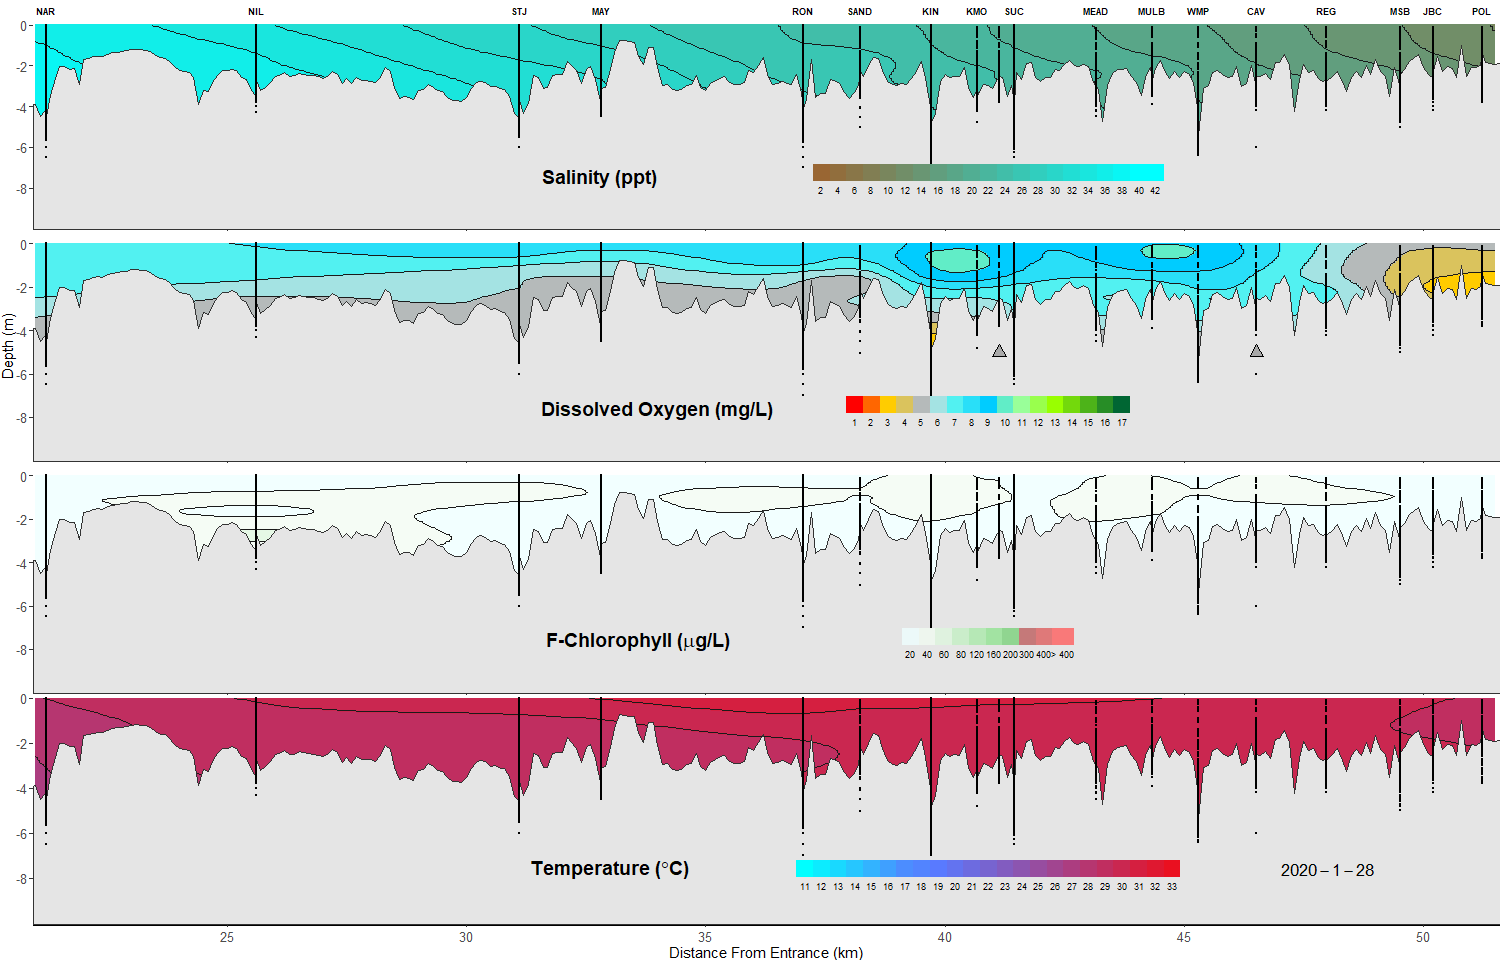 NAR NIL STJ MAY RON SAND KIN KMO SUC MEAD MULB WMP CAV REG MSB JBC POL
0
-2
-4
-6
-8
Salinity (ppt)
2 4 6 8 10 12 14 16 18 20 22 24 26 28 30 32 34 36 38 40 42
0
-2
-4
-6
-8
Depth (m)
Dissolved Oxygen (mg/L)
1 2 3 4 5 6 7 8 9 10 11 12 13 14 15 16 17
0
-2
-4
-6
-8
F-Chlorophyll (μg/L)
20 40 60 80 120 160 200 300 400 > 400
0
-2
-4
-6
-8
Temperature (°C)
11 12 13 14 15 16 17 18 19 20 21 22 23 24 25 26 27 28 29 30 31 32 33
2020 – 1 – 28
25 30 35 40 45 50
Distance From Entrance (km)